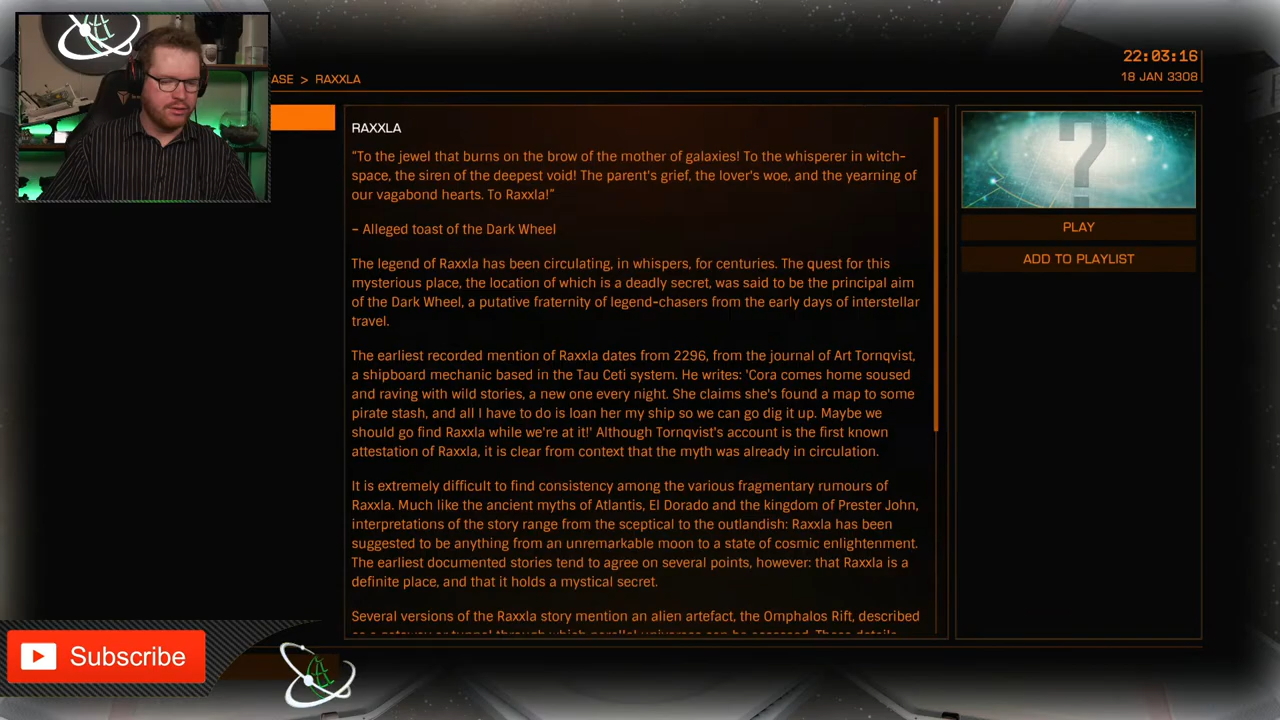 22:03:16
ASE > RAXXLA
18 JAN 3308
RAXXLA
"To the jewel that burns on the brow of the mother of galaxies! To the whisperer in witch-
space, the siren of the deepest void! The parent's grief, the lover's woe, and the yearning of
our vagabond hearts. To Raxxla!"
- Alleged toast of the Dark Wheel
The legend of Raxxla has been circulating, in whispers, for centuries. The quest for this
mysterious place, the location of which is a deadly secret, was said to be the principal aim
of the Dark Wheel, a putative fraternity of legend-chasers from the early days of interstellar
travel.
The earliest recorded mention of Raxxla dates from 2296, from the journal of Art Tornqvist,
a shipboard mechanic based in the Tau Ceti system. He writes: 'Cora comes home soused
and raving with wild stories, a new one every night. She claims she's found a map to some
pirate stash, and all I have to do is loan her my ship so we can go dig it up. Maybe we
should go find Raxxla while we're at it!' Although Tornqvist's account is the first known
attestation of Raxxla, it is clear from context that the myth was already in circulation.
It is extremely difficult to find consistency among the various fragmentary rumours of
Raxxla. Much like the ancient myths of Atlantis, El Dorado and the kingdom of Prester John,
interpretations of the story range from the sceptical to the outlandish: Raxxla has been
suggested to be anything from an unremarkable moon to a state of cosmic enlightenment.
The earliest documented stories tend to agree on several points, however: that Raxxla is a
definite place, and that it holds a mystical secret.
Several versions of the Raxxla story mention an alien artefact, the Omphalos Rift, described
as a gateway or tunnel through which parallel universes can be accessed. These details
?
PLAY
ADD TO PLAYLIST
Subscribe